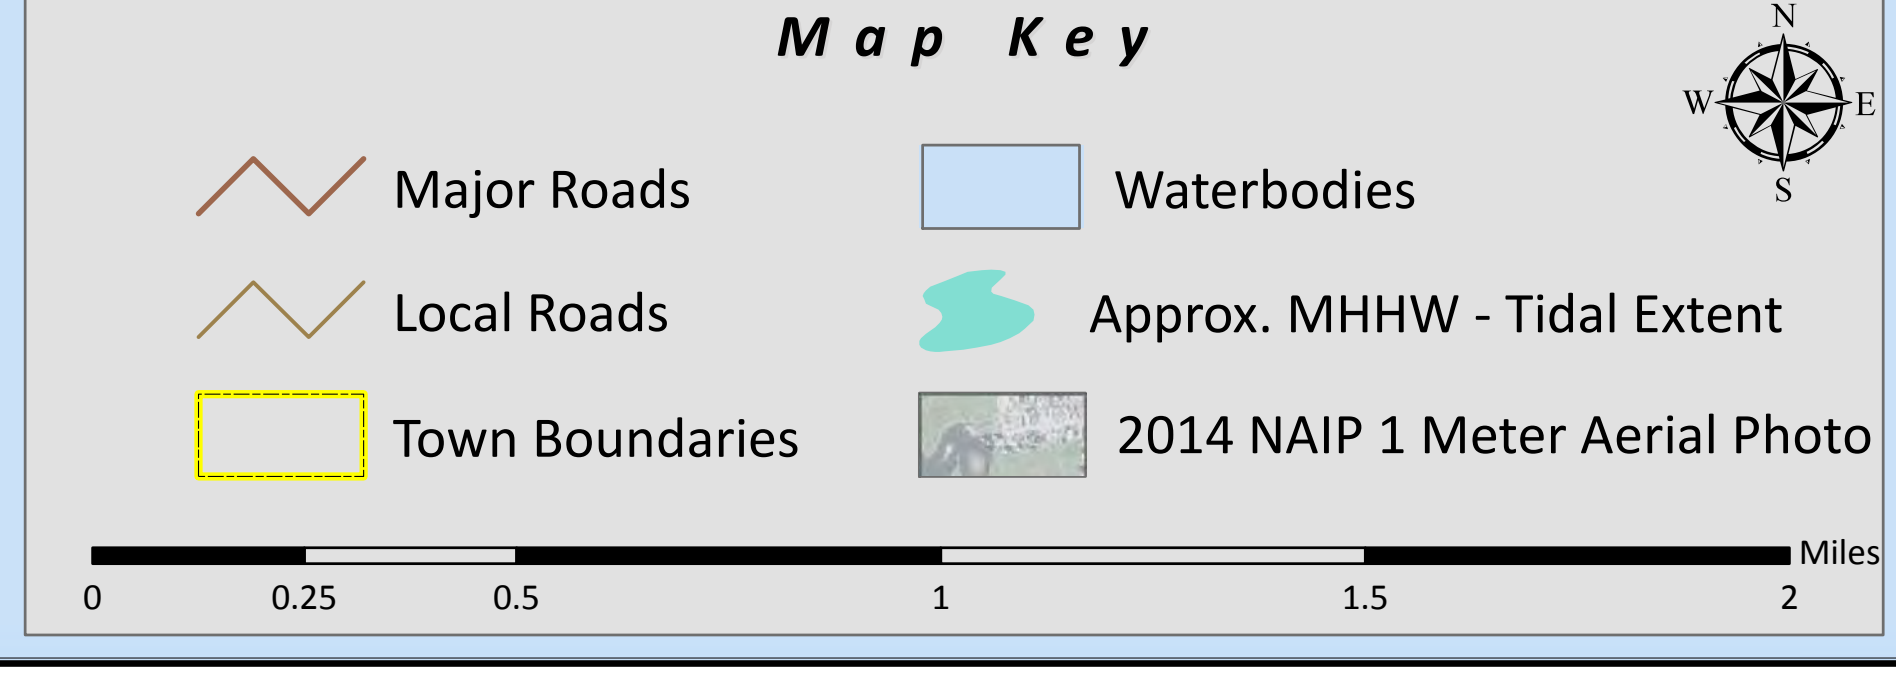 Map Key
N
W E
S
Major Roads
Waterbodies
Local Roads
Approx. MHHW - Tidal Extent
Town Boundaries
2014 NAIP 1 Meter Aerial Photo
Miles
0 0.25 0.5 1 1.5 2